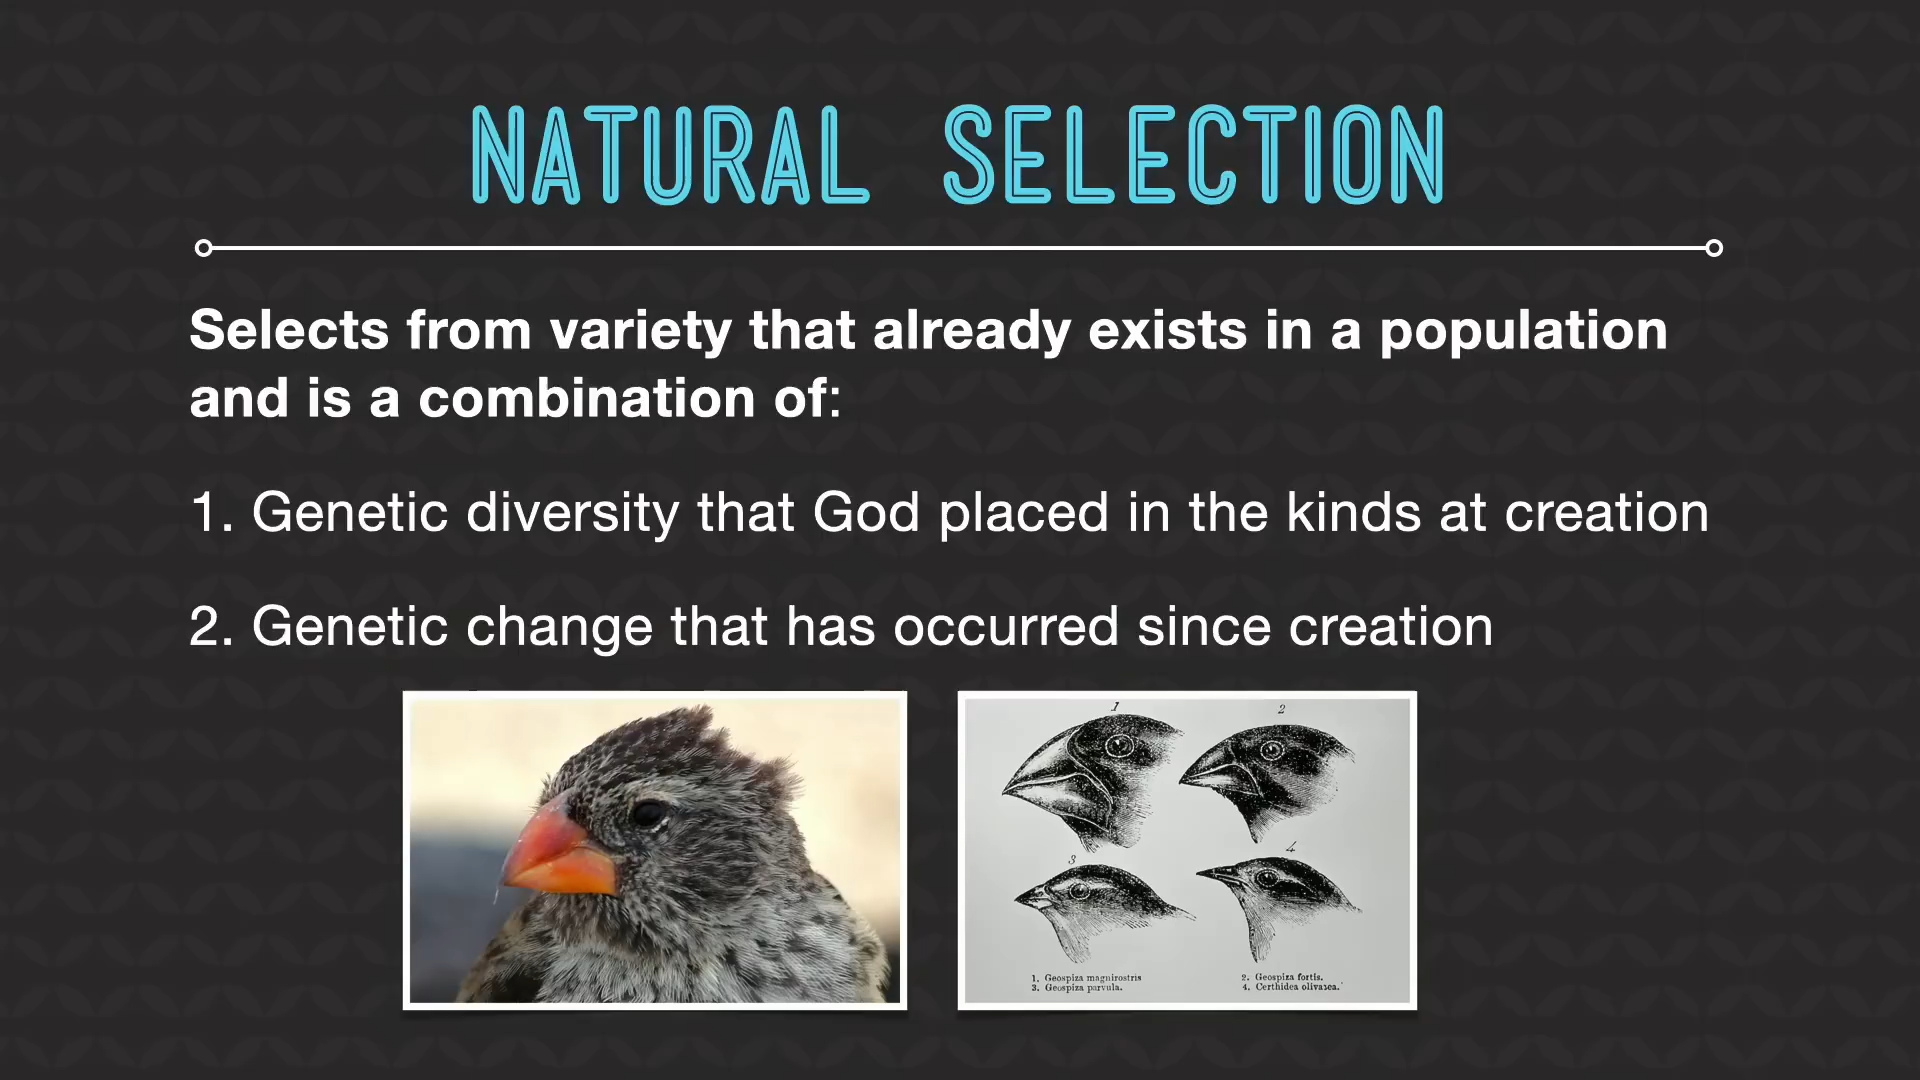 NATURAL SELECTION
Selects from variety that already exists in a population
and is a combination of:
1. Genetic diversity that God placed in the kinds at creation
2. Genetic change that has occurred since creation
1
2
3
4
1. Geospiza magnirostris
2. Geospiza fortis.
3. Geospiza parvula.
4. Certhidea olivasea.